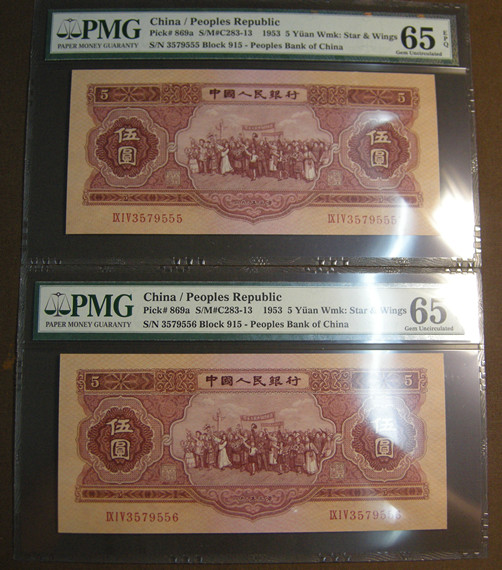 PMG
PAPER MONEY GUARANTY
China / Peoples Republic
Pick# 869a S/M#C283-13 1953 5 Yüan Wmk: Star & Wings
S/N 3579555 Block 915 - Peoples Bank of China
65 EPQ
Gem Uncirculated
5 中國人民銀行 5
伍圓 伍圓
IX I V 3579555 IX I V 3579555
PMG
PAPER MONEY GUARANTY
China / Peoples Republic
Pick# 869a S/M#C283-13 1953 5 Yüan Wmk: Star & Wings
S/N 3579556 Block 915 - Peoples Bank of China
65
Gem Uncirculated
5 中國人民銀行 5
伍圓 伍圓
IX I V 3579556 IX I V 3579556